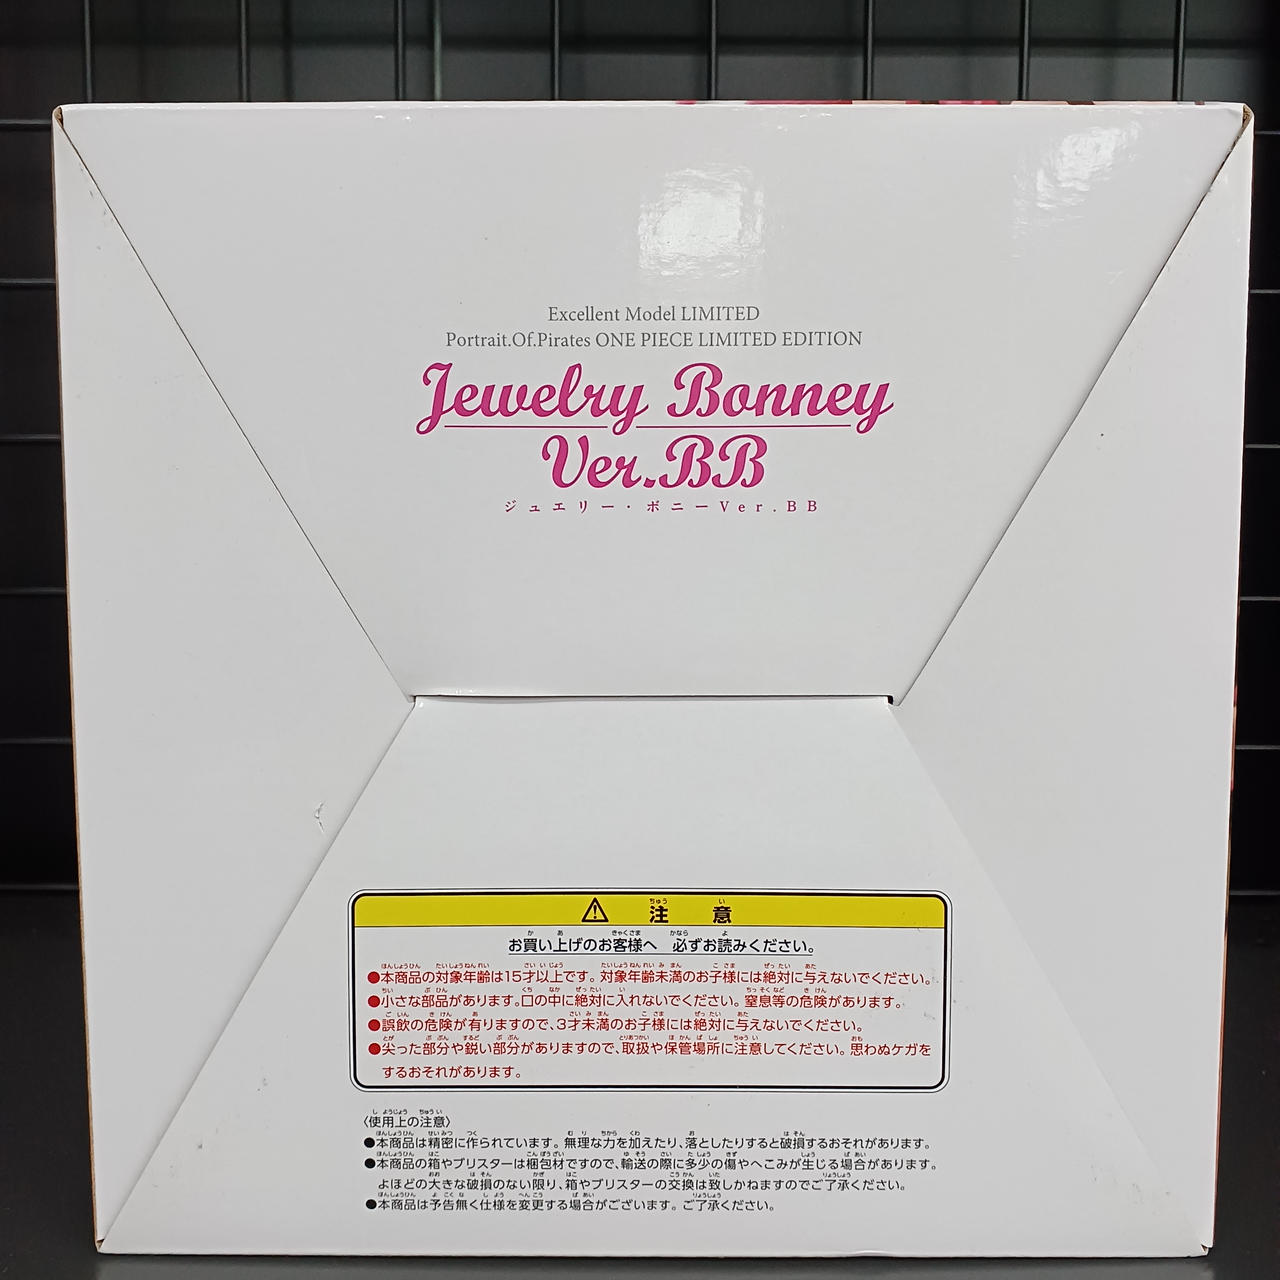 Excellent Model LIMITED
Portrait.Of.Pirates ONE PIECE LIMITED EDITION
Jewelry Bonney
Ver.BB
ジュエリー・ボニーVer.BB
注意
お買い上げのお客様へ 必ずお読みください。
●本商品の対象年齢は15才以上です。対象年齢未満のお子様には絶対に与えないでください。
●小さな部品があります。口の中に絶対に入れないでください。窒息等の危険があります。
●誤飲の危険が有りますので、3才未満のお子様には絶対に与えないでください。
●尖った部分や鋭い部分がありますので、取扱や保管場所に注意してください。思わぬケガを
するおそれがあります。
〈使用上の注意〉
●本商品は精密に作られています。無理な力を加えたり、落としたりすると破損するおそれがあります。
●本商品の箱やブリスターは梱包材ですので、輸送の際に多少の傷やへこみが生じる場合があります。
よほどの大きな破損のない限り、箱やブリスターの交換は致しかねますのでご了承ください。
●本商品は予告無く仕様を変更する場合がございます。ご了承ください。